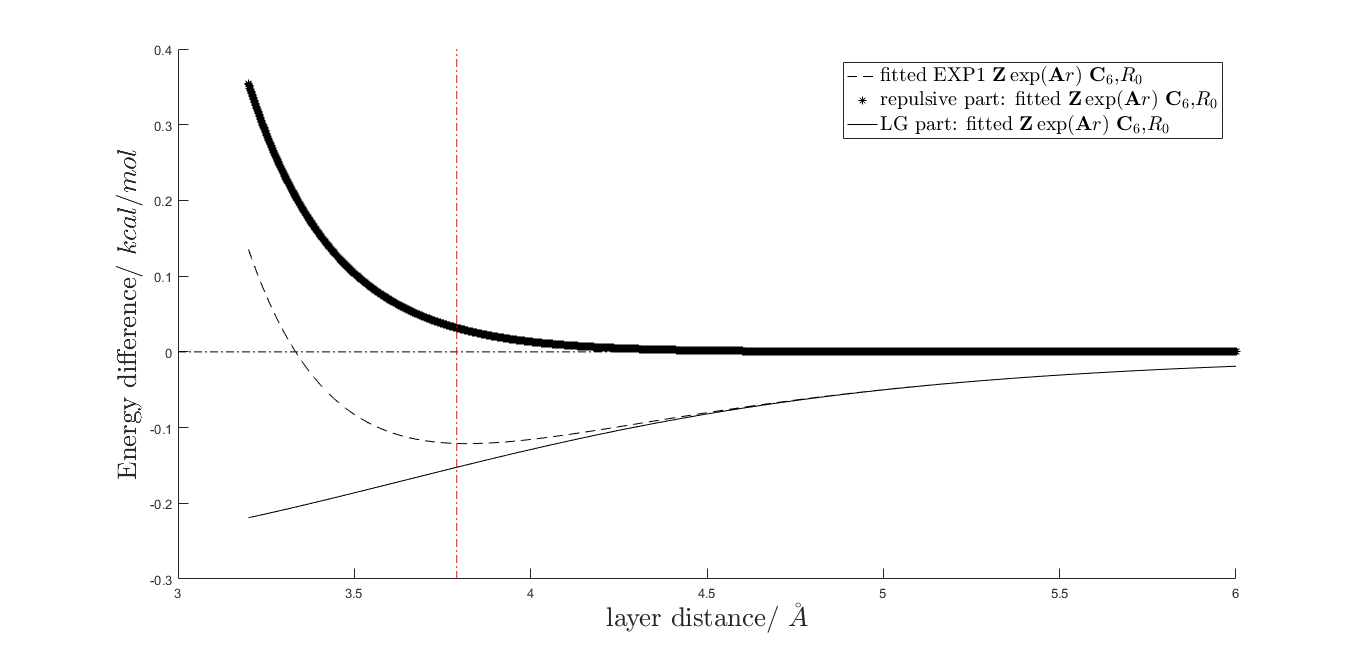 0.4
0.3
0.2
0.1
0
-0.1
-0.2
-0.3
Energy difference/ kcal/mol
fitted EXP1 Z exp(Ar) C₆,R₀
repulsive part: fitted Z exp(Ar) C₆,R₀
LG part: fitted Z exp(Ar) C₆,R₀
3 3.5 4 4.5 5 5.5 6
layer distance/ Å